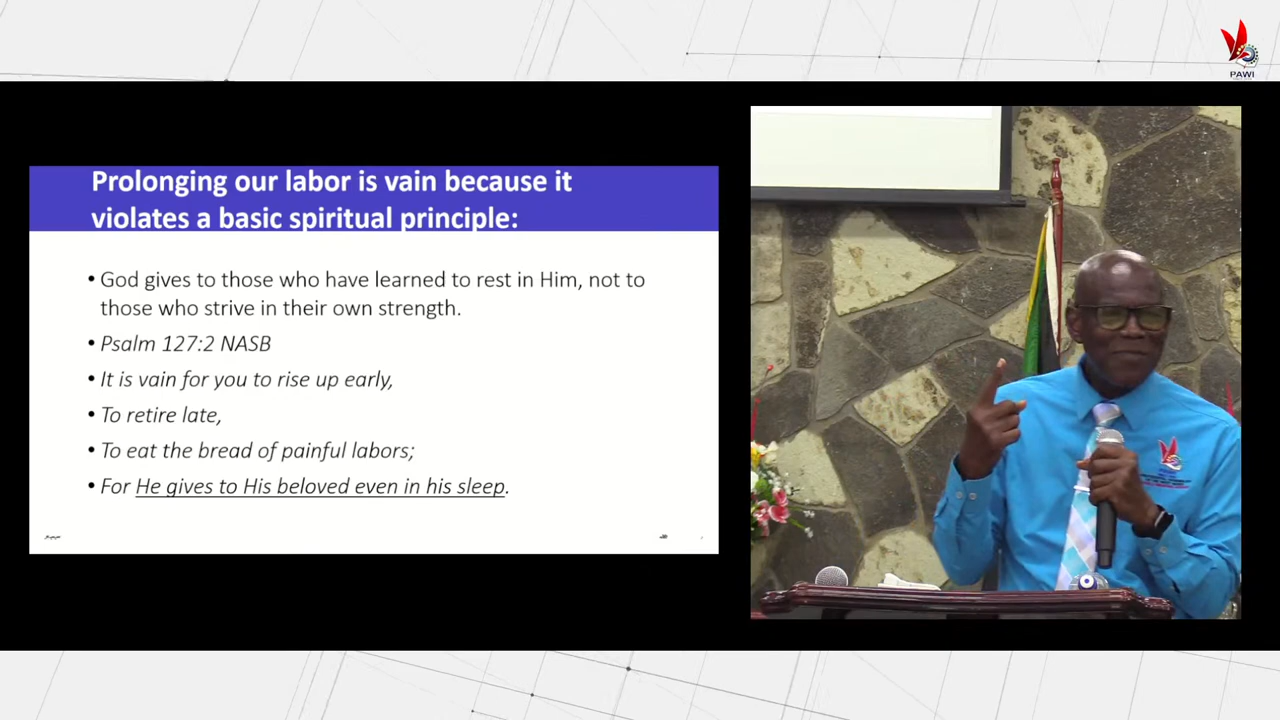 PAWI
Prolonging our labor is vain because it
violates a basic spiritual principle:
• God gives to those who have learned to rest in Him, not to
those who strive in their own strength.
• Psalm 127:2 NASB
• It is vain for you to rise up early,
• To retire late,
• To eat the bread of painful labors;
• For He gives to His beloved even in his sleep.